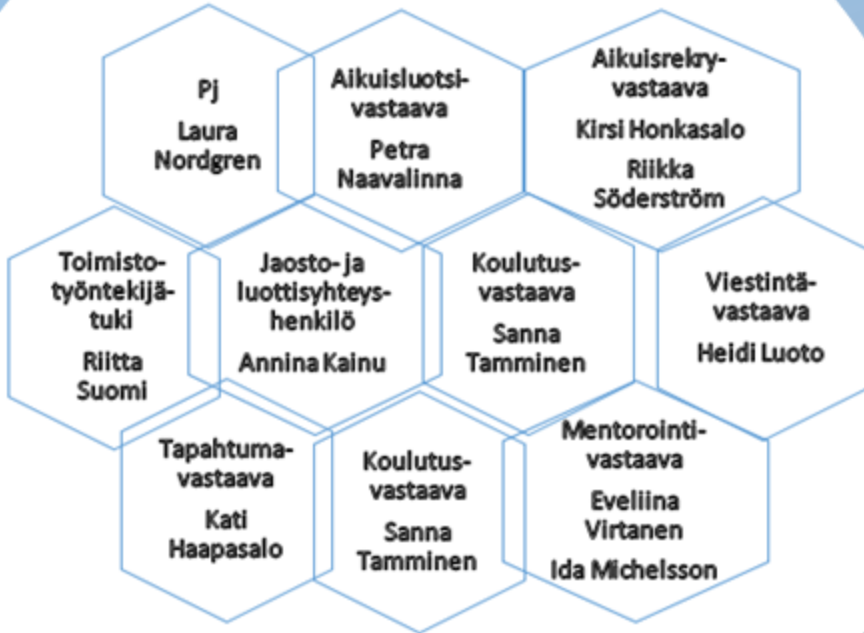 Pj
Laura
Nordgren
Aikuisluotsi-
vastaava
Petra
Naavalinna
Aikuisrekry-
vastaava
Kirsi Honkasalo
Riikka
Söderström
Toimisto-
työntekijä-
tuki
Riitta
Suomi
Jaosto- ja
luottisyhteys-
henkilö
Annina Kainu
Koulutus-
vastaava
Sanna
Tamminen
Viestintä-
vastaava
Heidi Luoto
Tapahtuma-
vastaava
Kati
Haapasalo
Koulutus-
vastaava
Sanna
Tamminen
Mentorointi-
vastaava
Eveliina
Virtanen
Ida Michelsson